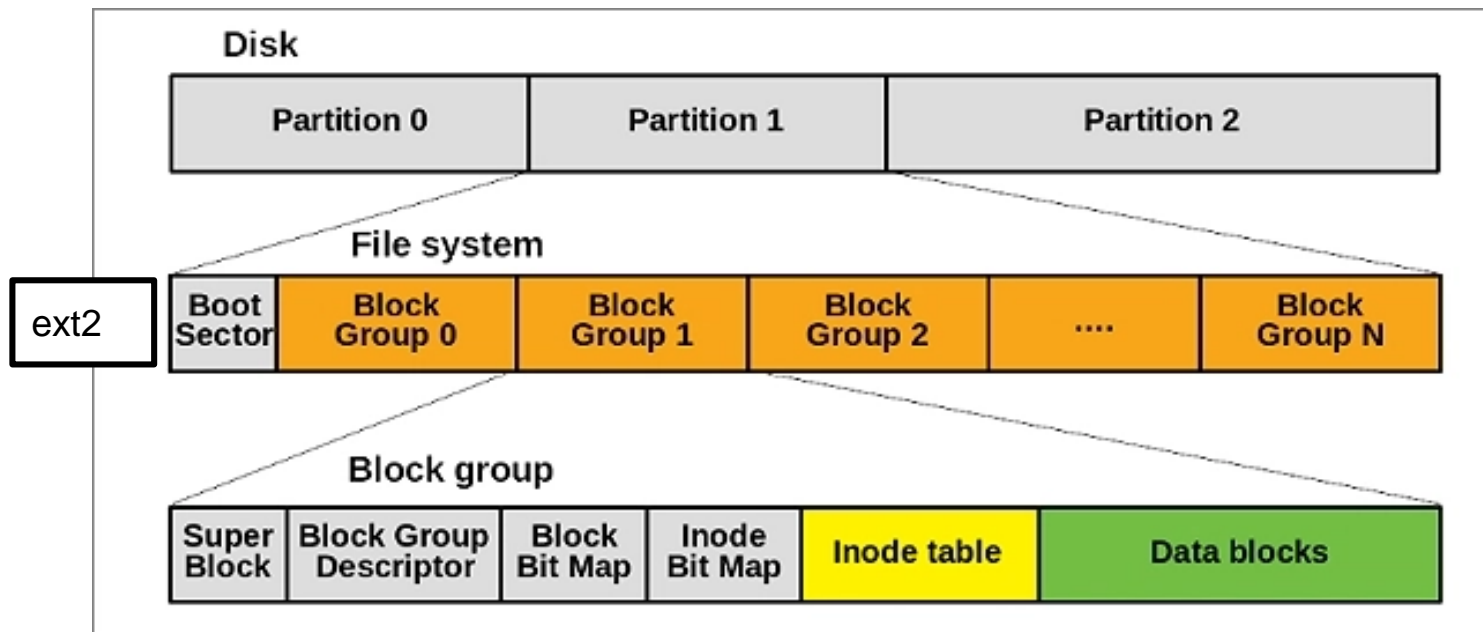 Disk
Partition 0 Partition 1 Partition 2
File system
ext2
Boot Sector
Block Group 0
Block Group 1
Block Group 2
....
Block Group N
Block group
Super Block
Block Group Descriptor
Block Bit Map
Inode Bit Map
Inode table
Data blocks